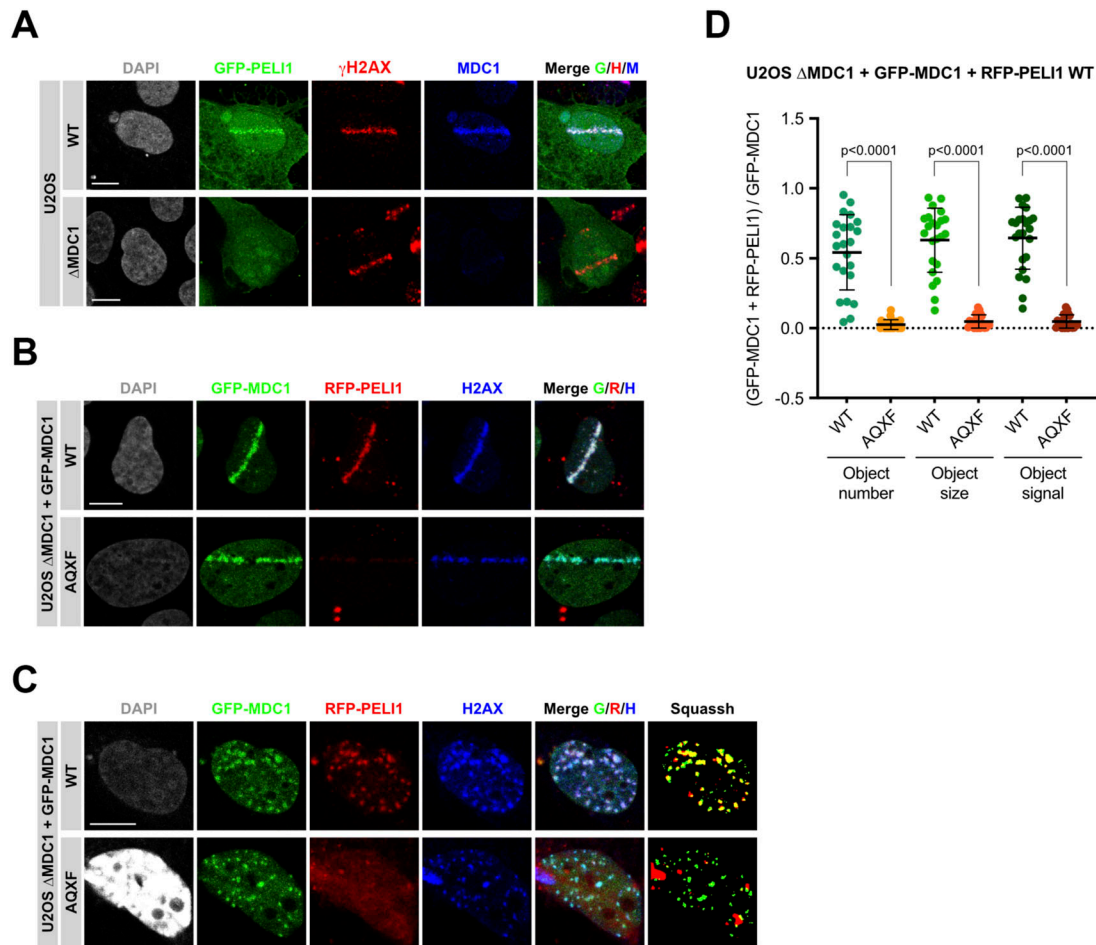 A
DAPI GFP-PELI1 γH2AX MDC1 Merge G/H/M
U2OS
WT
ΔMDC1
B
DAPI GFP-MDC1 RFP-PELI1 H2AX Merge G/R/H
U2OS ΔMDC1 + GFP-MDC1
WT
AQXF
C
DAPI GFP-MDC1 RFP-PELI1 H2AX Merge G/R/H Squassh
U2OS ΔMDC1 + GFP-MDC1
WT
AQXF
D
U2OS ΔMDC1 + GFP-MDC1 + RFP-PELI1 WT
(GFP-MDC1 + RFP-PELI1) / GFP-MDC1
1.5
1.0
0.5
0.0
-0.5
p<0.0001 p<0.0001 p<0.0001
WT AQXF WT AQXF WT AQXF
Object Object Object
number size signal